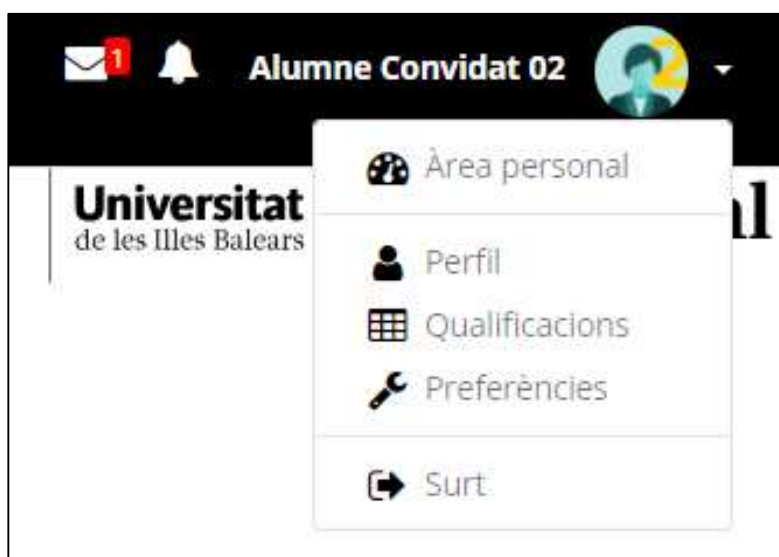 1
Alumne Convidat 02
2
Àrea personal
Universitat
de les Illes Balears
Perfil
Qualificacions
Preferències
Surt